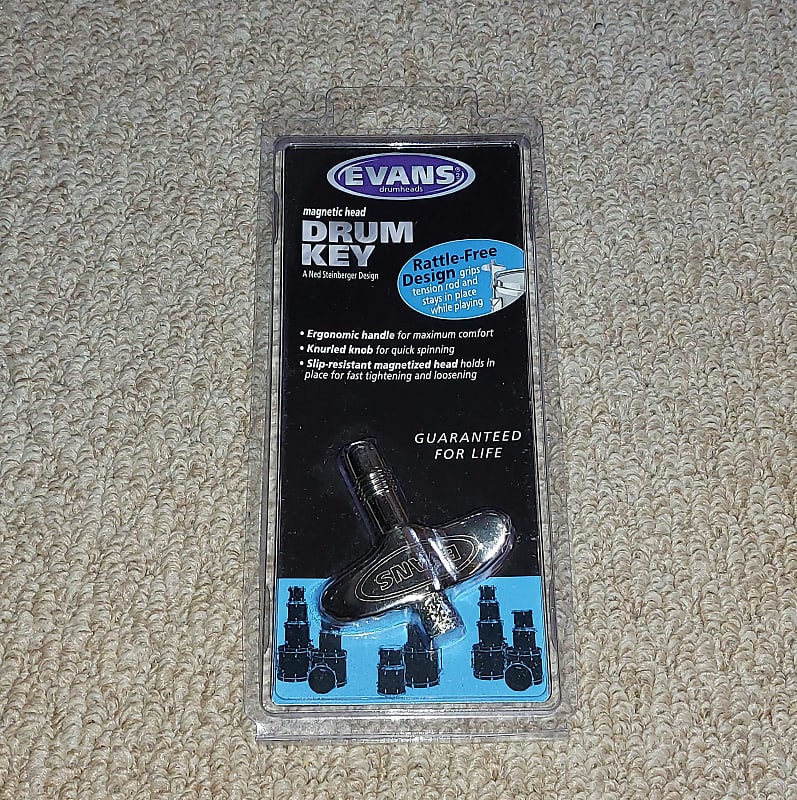 EVANS®
drumheads
magnetic head
DRUM
KEY
A Ned Steinberger Design
Rattle-Free
Design grips
tension rod and
stays in place
while playing
• Ergonomic handle for maximum comfort
• Knurled knob for quick spinning
• Slip-resistant magnetized head holds in
place for fast tightening and loosening
GUARANTEED
FOR LIFE
EVANS